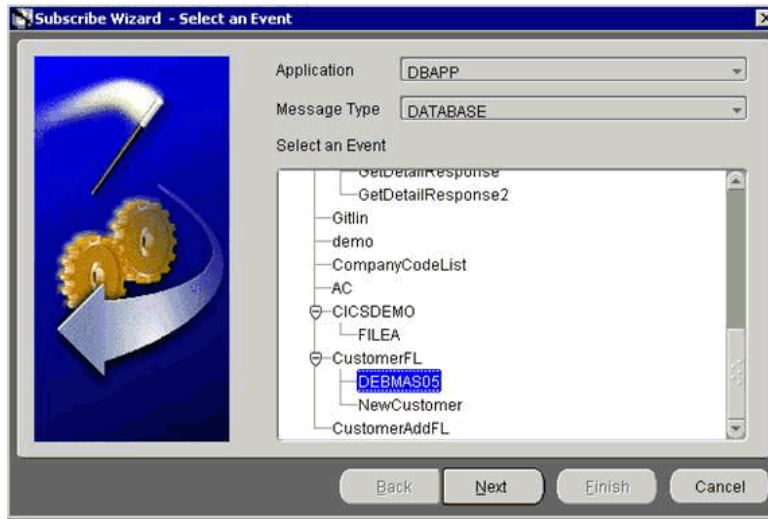 Subscribe Wizard - Select an Event
Application DBAPP
Message Type DATABASE
Select an Event
GetDetailResponse
GetDetailResponse2
Gitlin
demo
CompanyCodeList
AC
CICSDEMO
FILEA
CustomerFL
DEBMAS05
NewCustomer
CustomerAddFL
Back Next Finish Cancel